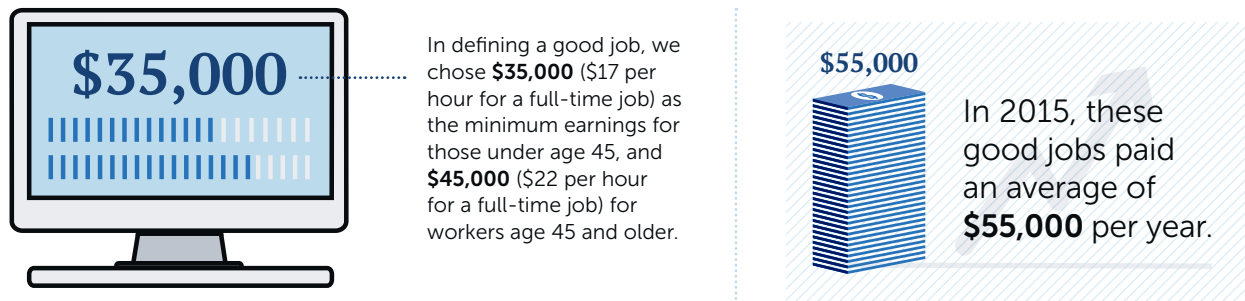 $35,000
In defining a good job, we
chose $35,000 ($17 per
hour for a full-time job) as
the minimum earnings for
those under age 45, and
$45,000 ($22 per hour
for a full-time job) for
workers age 45 and older.
$55,000
In 2015, these
good jobs paid
an average of
$55,000 per year.